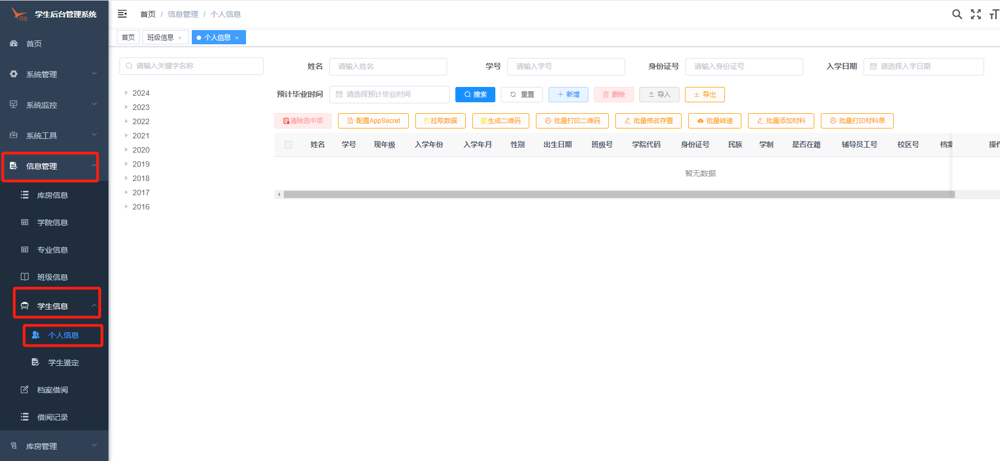 学生后台管理系统
首页 / 信息管理 / 个人信息
首页
班级信息 ×
个人信息 ×
首页
系统管理
系统监控
系统工具
信息管理
库房信息
学院信息
专业信息
班级信息
学生信息
个人信息
学生鉴定
档案借阅
借阅记录
库房管理
请输入关键字名称
2024
2023
2022
2021
2020
2019
2018
2017
2016
姓名 请输入姓名 学号 请输入学号 身份证号 请输入身份证号 入学日期 请选择入学日期
预计毕业时间 请选择预计毕业时间 搜索 重置 新增 删除 导入 导出
清除选中项 配置AppSecret 拉取数据 生成二维码 批量打印二维码 批量修改存置 批量转递 批量添加材料 批量打印材料单
姓名 学号 现年级 入学年份 入学年月 性别 出生日期 班级号 学院代码 身份证号 民族 学制 是否在籍 辅导员工号 校区号 档案 操作
暂无数据